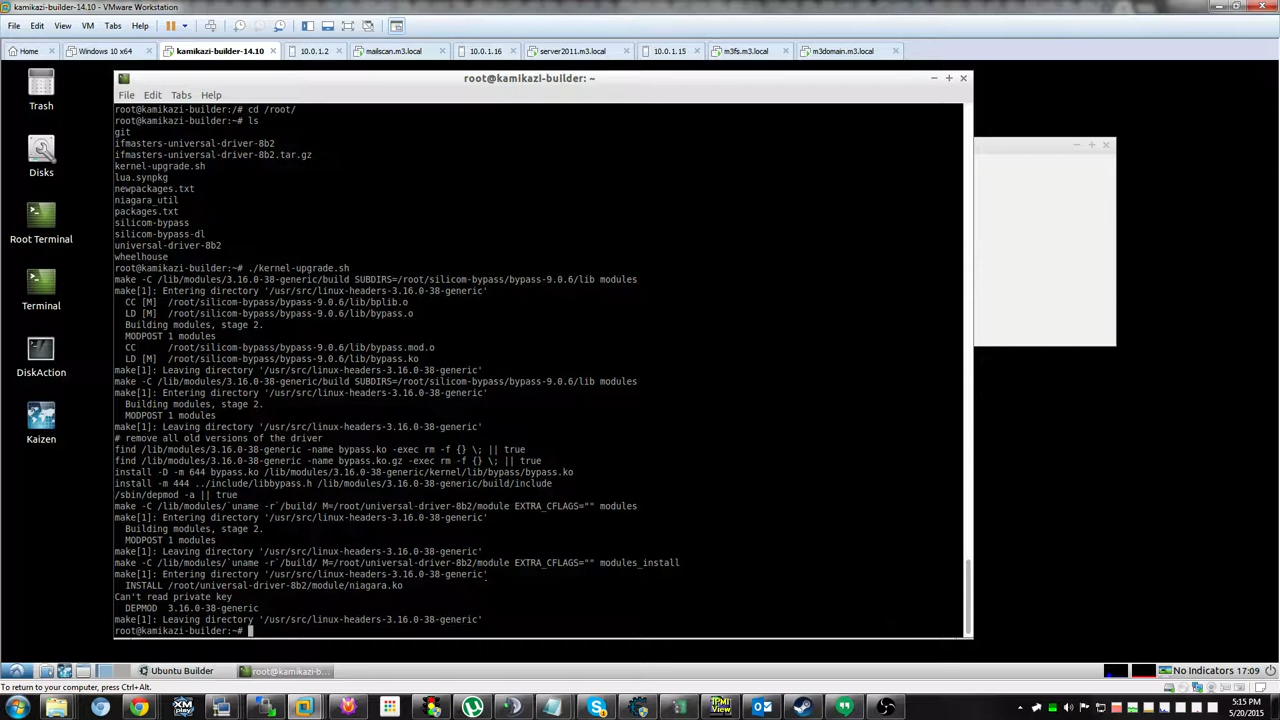 kamikazi-builder-14.10 - VMware Workstation
File Edit View VM Tabs Help
Home Windows 10 x64 kamikazi-builder-14.10 10.0.1.2 mailscan.m3.local 10.0.1.16 server2011.m3.local 10.0.1.15 m3fs.m3.local m3domain.m3.local
Trash
Disks
Root Terminal
Terminal
DiskAction
Kaizen
root@kamikazi-builder: ~
File Edit Tabs Help
root@kamikazi-builder:/# cd /root/
root@kamikazi-builder:~# ls
git
ifmasters-universal-driver-8b2
ifmasters-universal-driver-8b2.tar.gz
kernel-upgrade.sh
lua.synpkg
newpackages.txt
niagara_util
packages.txt
silicom-bypass
silicom-bypass-dl
universal-driver-8b2
wheelhouse
root@kamikazi-builder:~# ./kernel-upgrade.sh
make -C /lib/modules/3.16.0-38-generic/build SUBDIRS=/root/silicom-bypass/bypass-9.0.6/lib modules
make[1]: Entering directory '/usr/src/linux-headers-3.16.0-38-generic'
CC [M] /root/silicom-bypass/bypass-9.0.6/lib/bplib.o
LD [M] /root/silicom-bypass/bypass-9.0.6/lib/bypass.o
Building modules, stage 2.
MODPOST 1 modules
CC /root/silicom-bypass/bypass-9.0.6/lib/bypass.mod.o
LD [M] /root/silicom-bypass/bypass-9.0.6/lib/bypass.ko
make[1]: Leaving directory '/usr/src/linux-headers-3.16.0-38-generic'
make -C /lib/modules/3.16.0-38-generic/build SUBDIRS=/root/silicom-bypass/bypass-9.0.6/lib modules
make[1]: Entering directory '/usr/src/linux-headers-3.16.0-38-generic'
Building modules, stage 2.
MODPOST 1 modules
make[1]: Leaving directory '/usr/src/linux-headers-3.16.0-38-generic'
# remove all old versions of the driver
find /lib/modules/3.16.0-38-generic -name bypass.ko -exec rm -f {} \; || true
find /lib/modules/3.16.0-38-generic -name bypass.ko.gz -exec rm -f {} \; || true
install -D -m 644 bypass.ko /lib/modules/3.16.0-38-generic/kernel/lib/bypass/bypass.ko
install -m 444 ../include/libbypass.h /lib/modules/3.16.0-38-generic/build/include
/sbin/depmod -a || true
make -C /lib/modules/`uname -r`/build/ M=/root/universal-driver-8b2/module EXTRA_CFLAGS="" modules
make[1]: Entering directory '/usr/src/linux-headers-3.16.0-38-generic'
Building modules, stage 2.
MODPOST 1 modules
make[1]: Leaving directory '/usr/src/linux-headers-3.16.0-38-generic'
make -C /lib/modules/`uname -r`/build/ M=/root/universal-driver-8b2/module EXTRA_CFLAGS="" modules_install
make[1]: Entering directory '/usr/src/linux-headers-3.16.0-38-generic'
INSTALL /root/universal-driver-8b2/module/niagara.ko
Can't read private key
DEPMOD 3.16.0-38-generic
make[1]: Leaving directory '/usr/src/linux-headers-3.16.0-38-generic'
root@kamikazi-builder:~#
Ubuntu Builder root@kamikazi-b... No Indicators 17:09
To return to your computer, press Ctrl+Alt.
XM play IPMI View 5:15 PM
5/20/2015